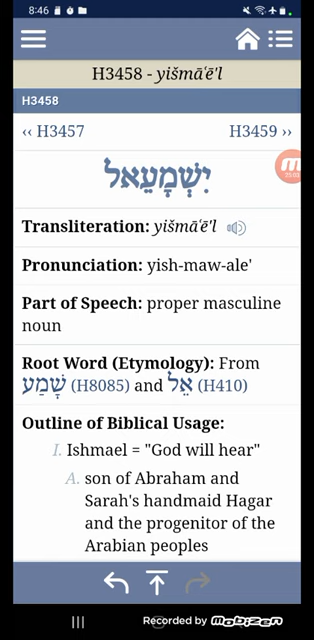 8:46
H3458 - yišmāʿē'l
H3458
‹‹ H3457 H3459 ››
יִשְׁמָעֵאל
Transliteration: yišmāʿē'l
Pronunciation: yish-maw-ale'
Part of Speech: proper masculine
noun
Root Word (Etymology): From
שָׁמַע (H8085) and אֵל (H410)
Outline of Biblical Usage:
I. Ishmael = "God will hear"
A. son of Abraham and
Sarah's handmaid Hagar
and the progenitor of the
Arabian peoples
Recorded by mobizen